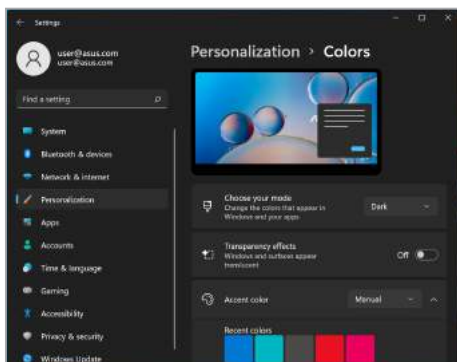 Settings
user@asus.com
user@asus.com
Find a setting
System
Bluetooth & devices
Network & internet
Personalization
Apps
Accounts
Time & language
Gaming
Accessibility
Privacy & security
Windows Update
Personalization > Colors
Choose your mode
Change the colors that appear in
Windows and your apps
Dark
Transparency effects
Windows and surfaces appear
translucent
Off
Accent color
Manual
Recent colors